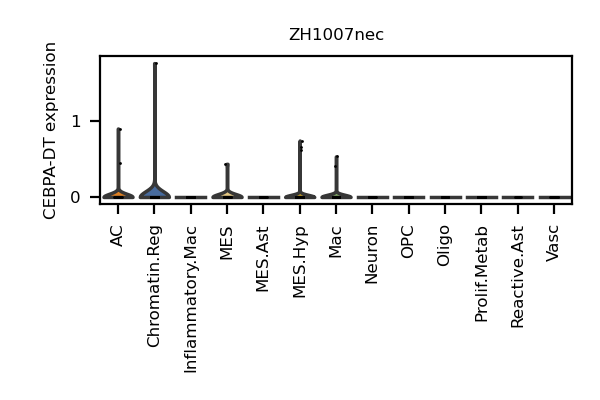 ZH1007nec
CEBPA-DT expression
1
0
AC
Chromatin.Reg
Inflammatory.Mac
MES
MES.Ast
MES.Hyp
Mac
Neuron
OPC
Oligo
Prolif.Metab
Reactive.Ast
Vasc